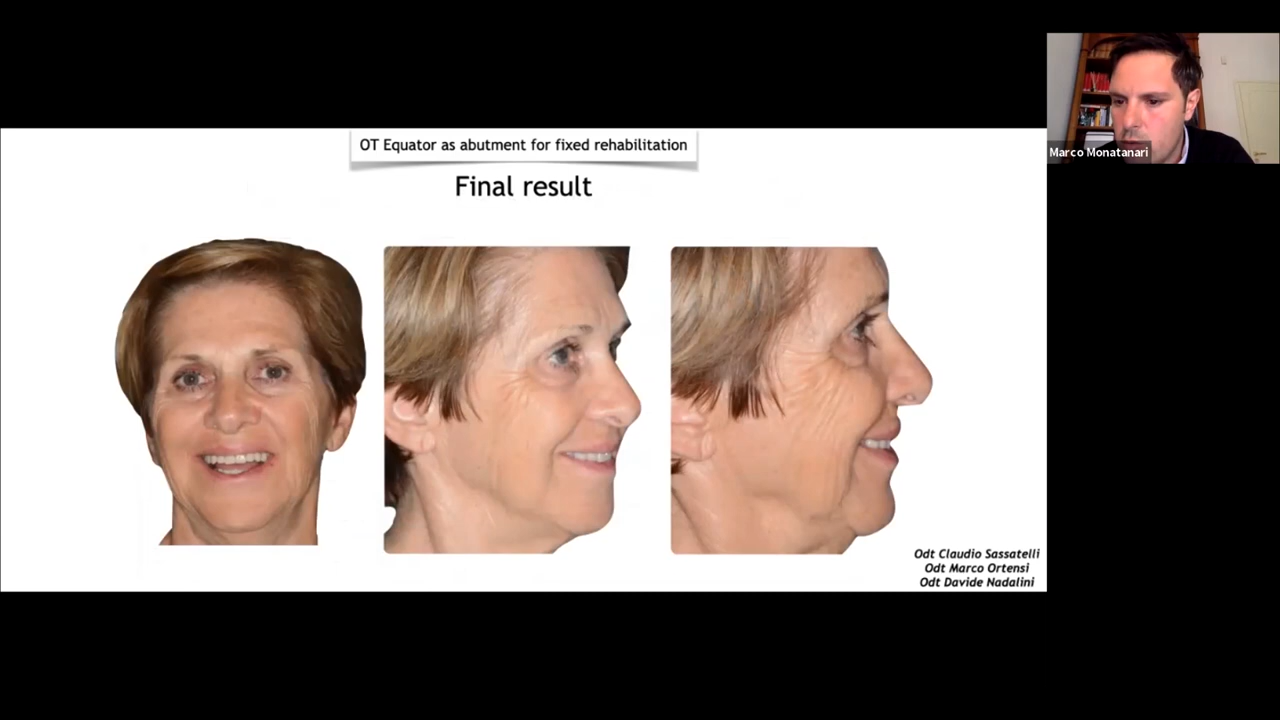 OT Equator as abutment for fixed rehabilitation
Final result
Marco Monatanari
Odt Claudio Sassatelli
Odt Marco Ortensi
Odt Davide Nadalini